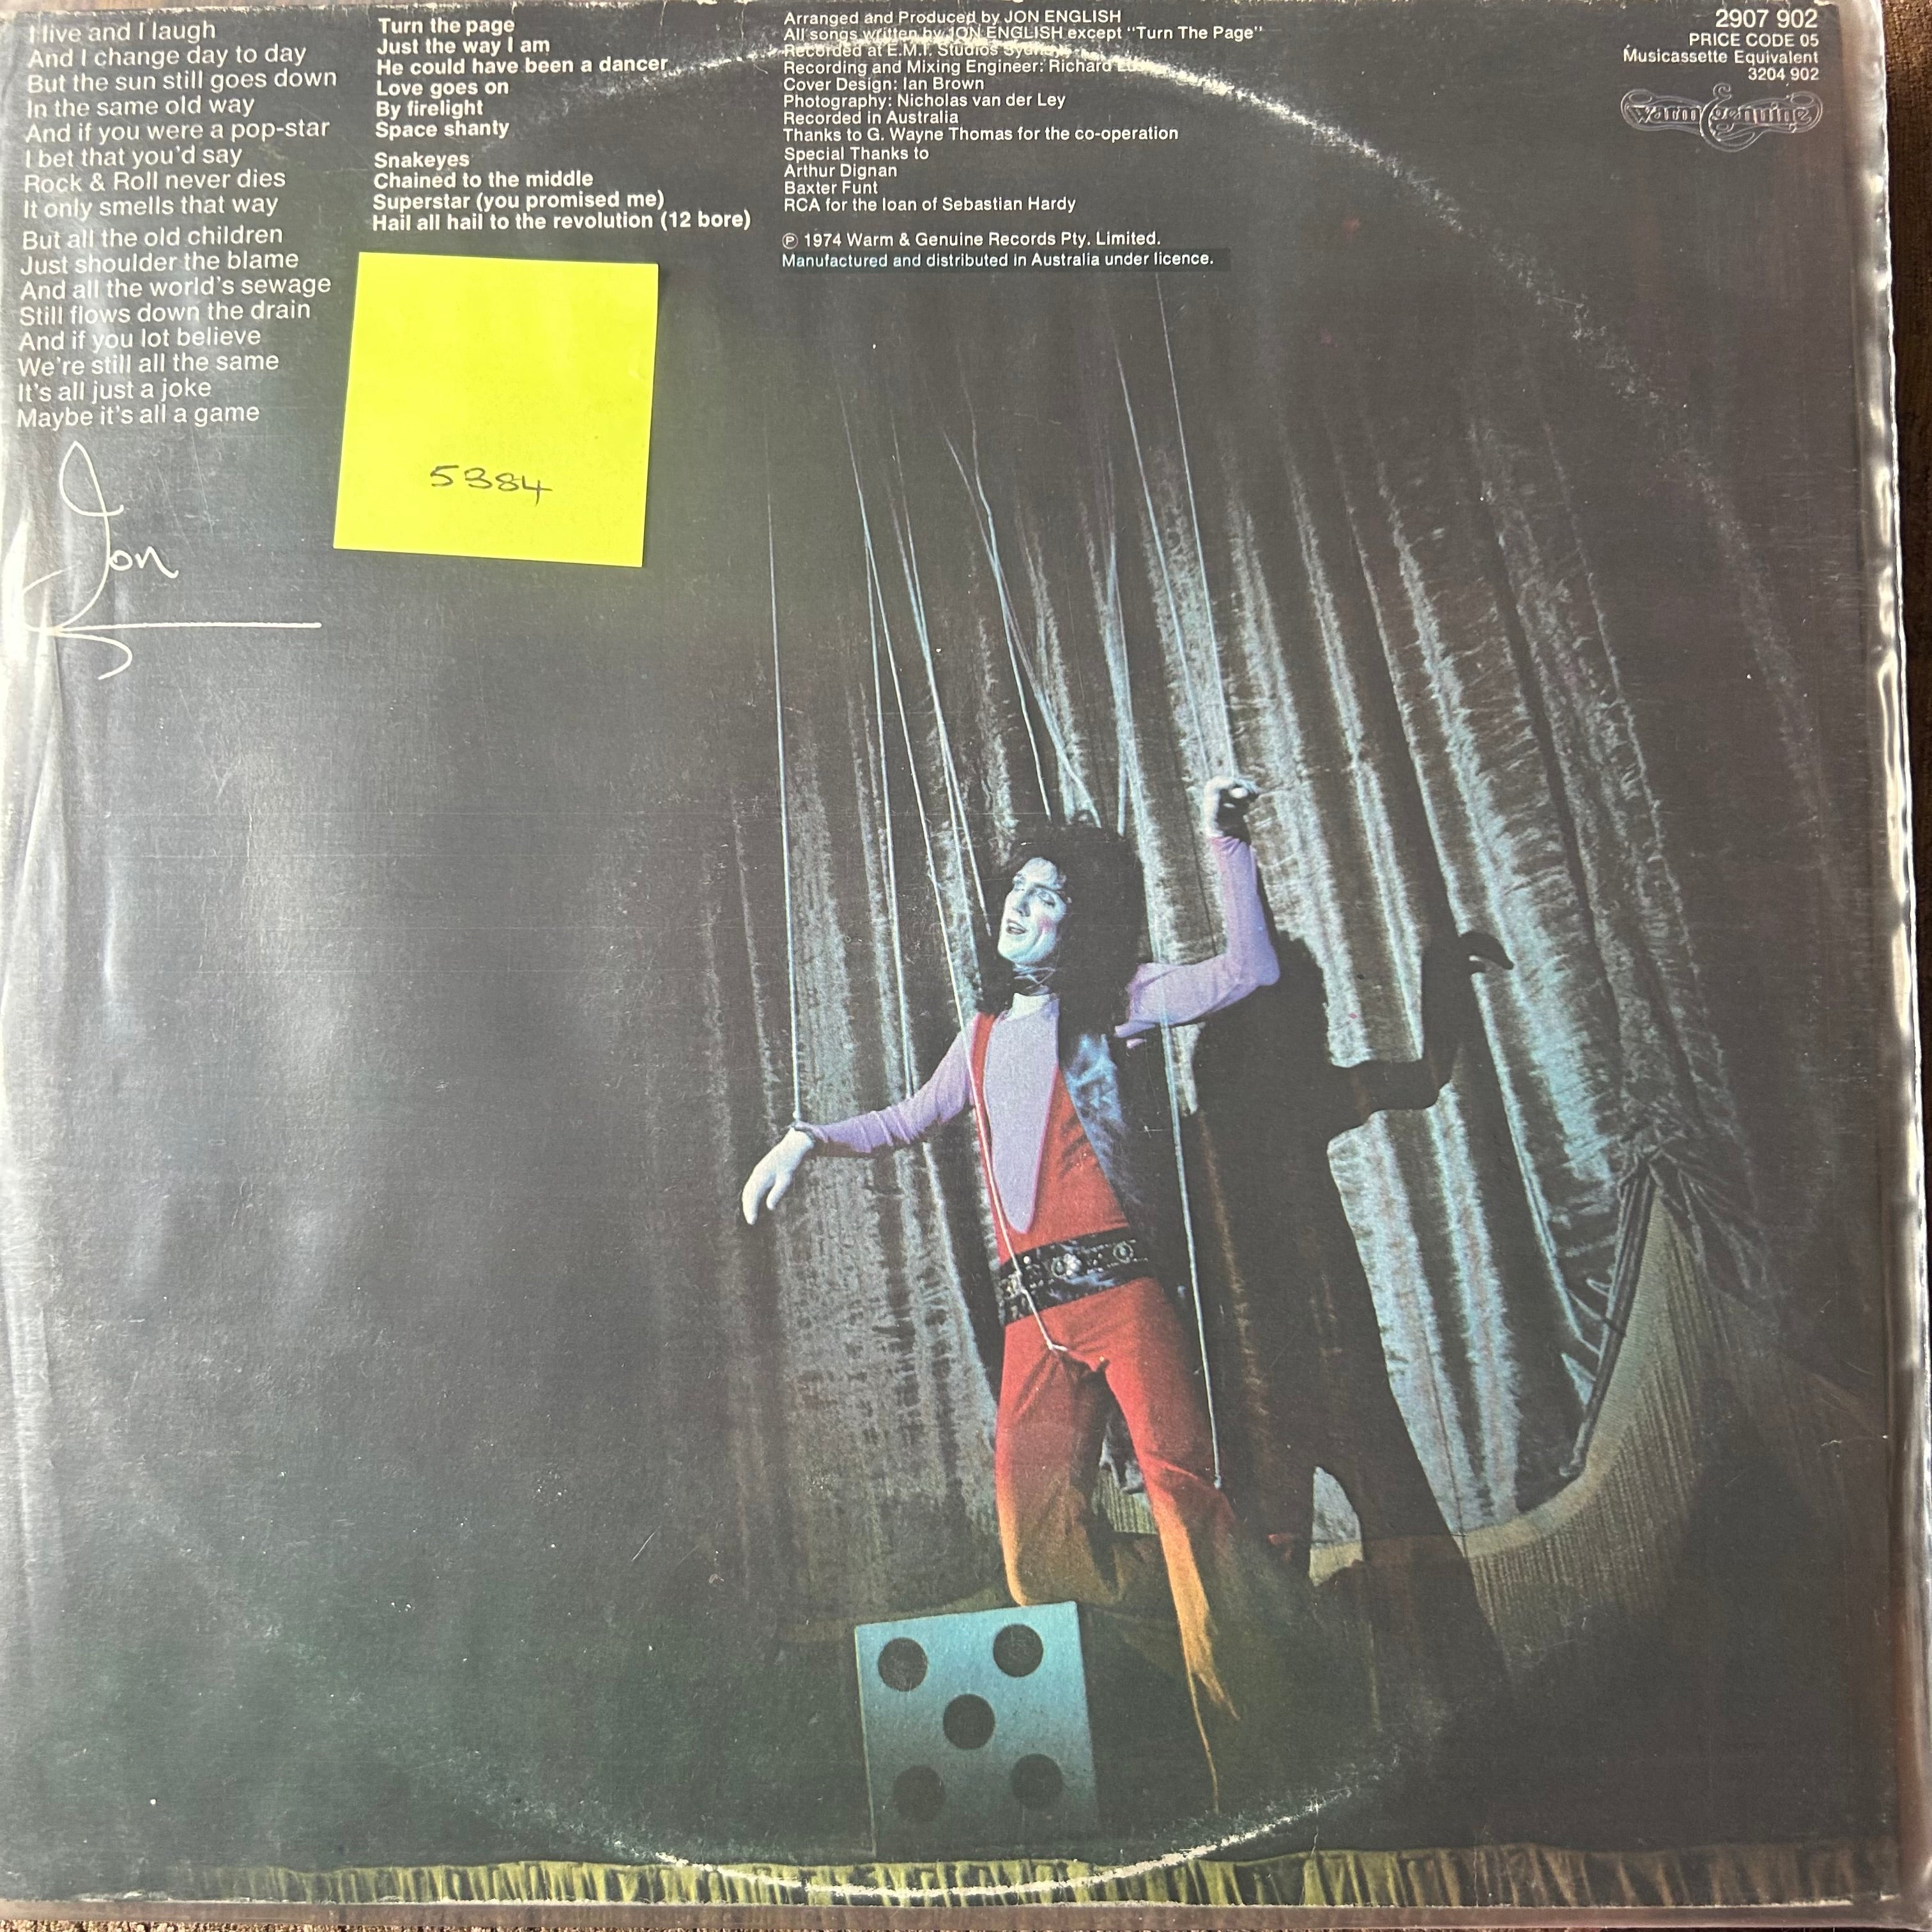 I live and I laugh
And I change day to day
But the sun still goes down
In the same old way
And if you were a pop-star
I bet that you'd say
Rock & Roll never dies
It only smells that way
But all the old children
Just shoulder the blame
And all the world's sewage
Still flows down the drain
And if you lot believe
We're still all the same
It's all just a joke
Maybe it's all a game
Jon
Turn the page
Just the way I am
He could have been a dancer
Love goes on
By firelight
Space shanty
Snakeyes
Chained to the middle
Superstar (you promised me)
Hail all hail to the revolution (12 bore)
5384
Arranged and Produced by JON ENGLISH
All songs written by JON ENGLISH except "Turn The Page"
Recorded at E.M.I. Studios Sydney
Recording and Mixing Engineer: Richard
Cover Design: Ian Brown
Photography: Nicholas van der Ley
Recorded in Australia
Thanks to G. Wayne Thomas for the co-operation
Special Thanks to
Arthur Dignan
Baxter Funt
RCA for the loan of Sebastian Hardy
℗ 1974 Warm & Genuine Records Pty. Limited.
Manufactured and distributed in Australia under licence.
2907 902
PRICE CODE 05
Musicassette Equivalent
3204 902
Warm & Genuine